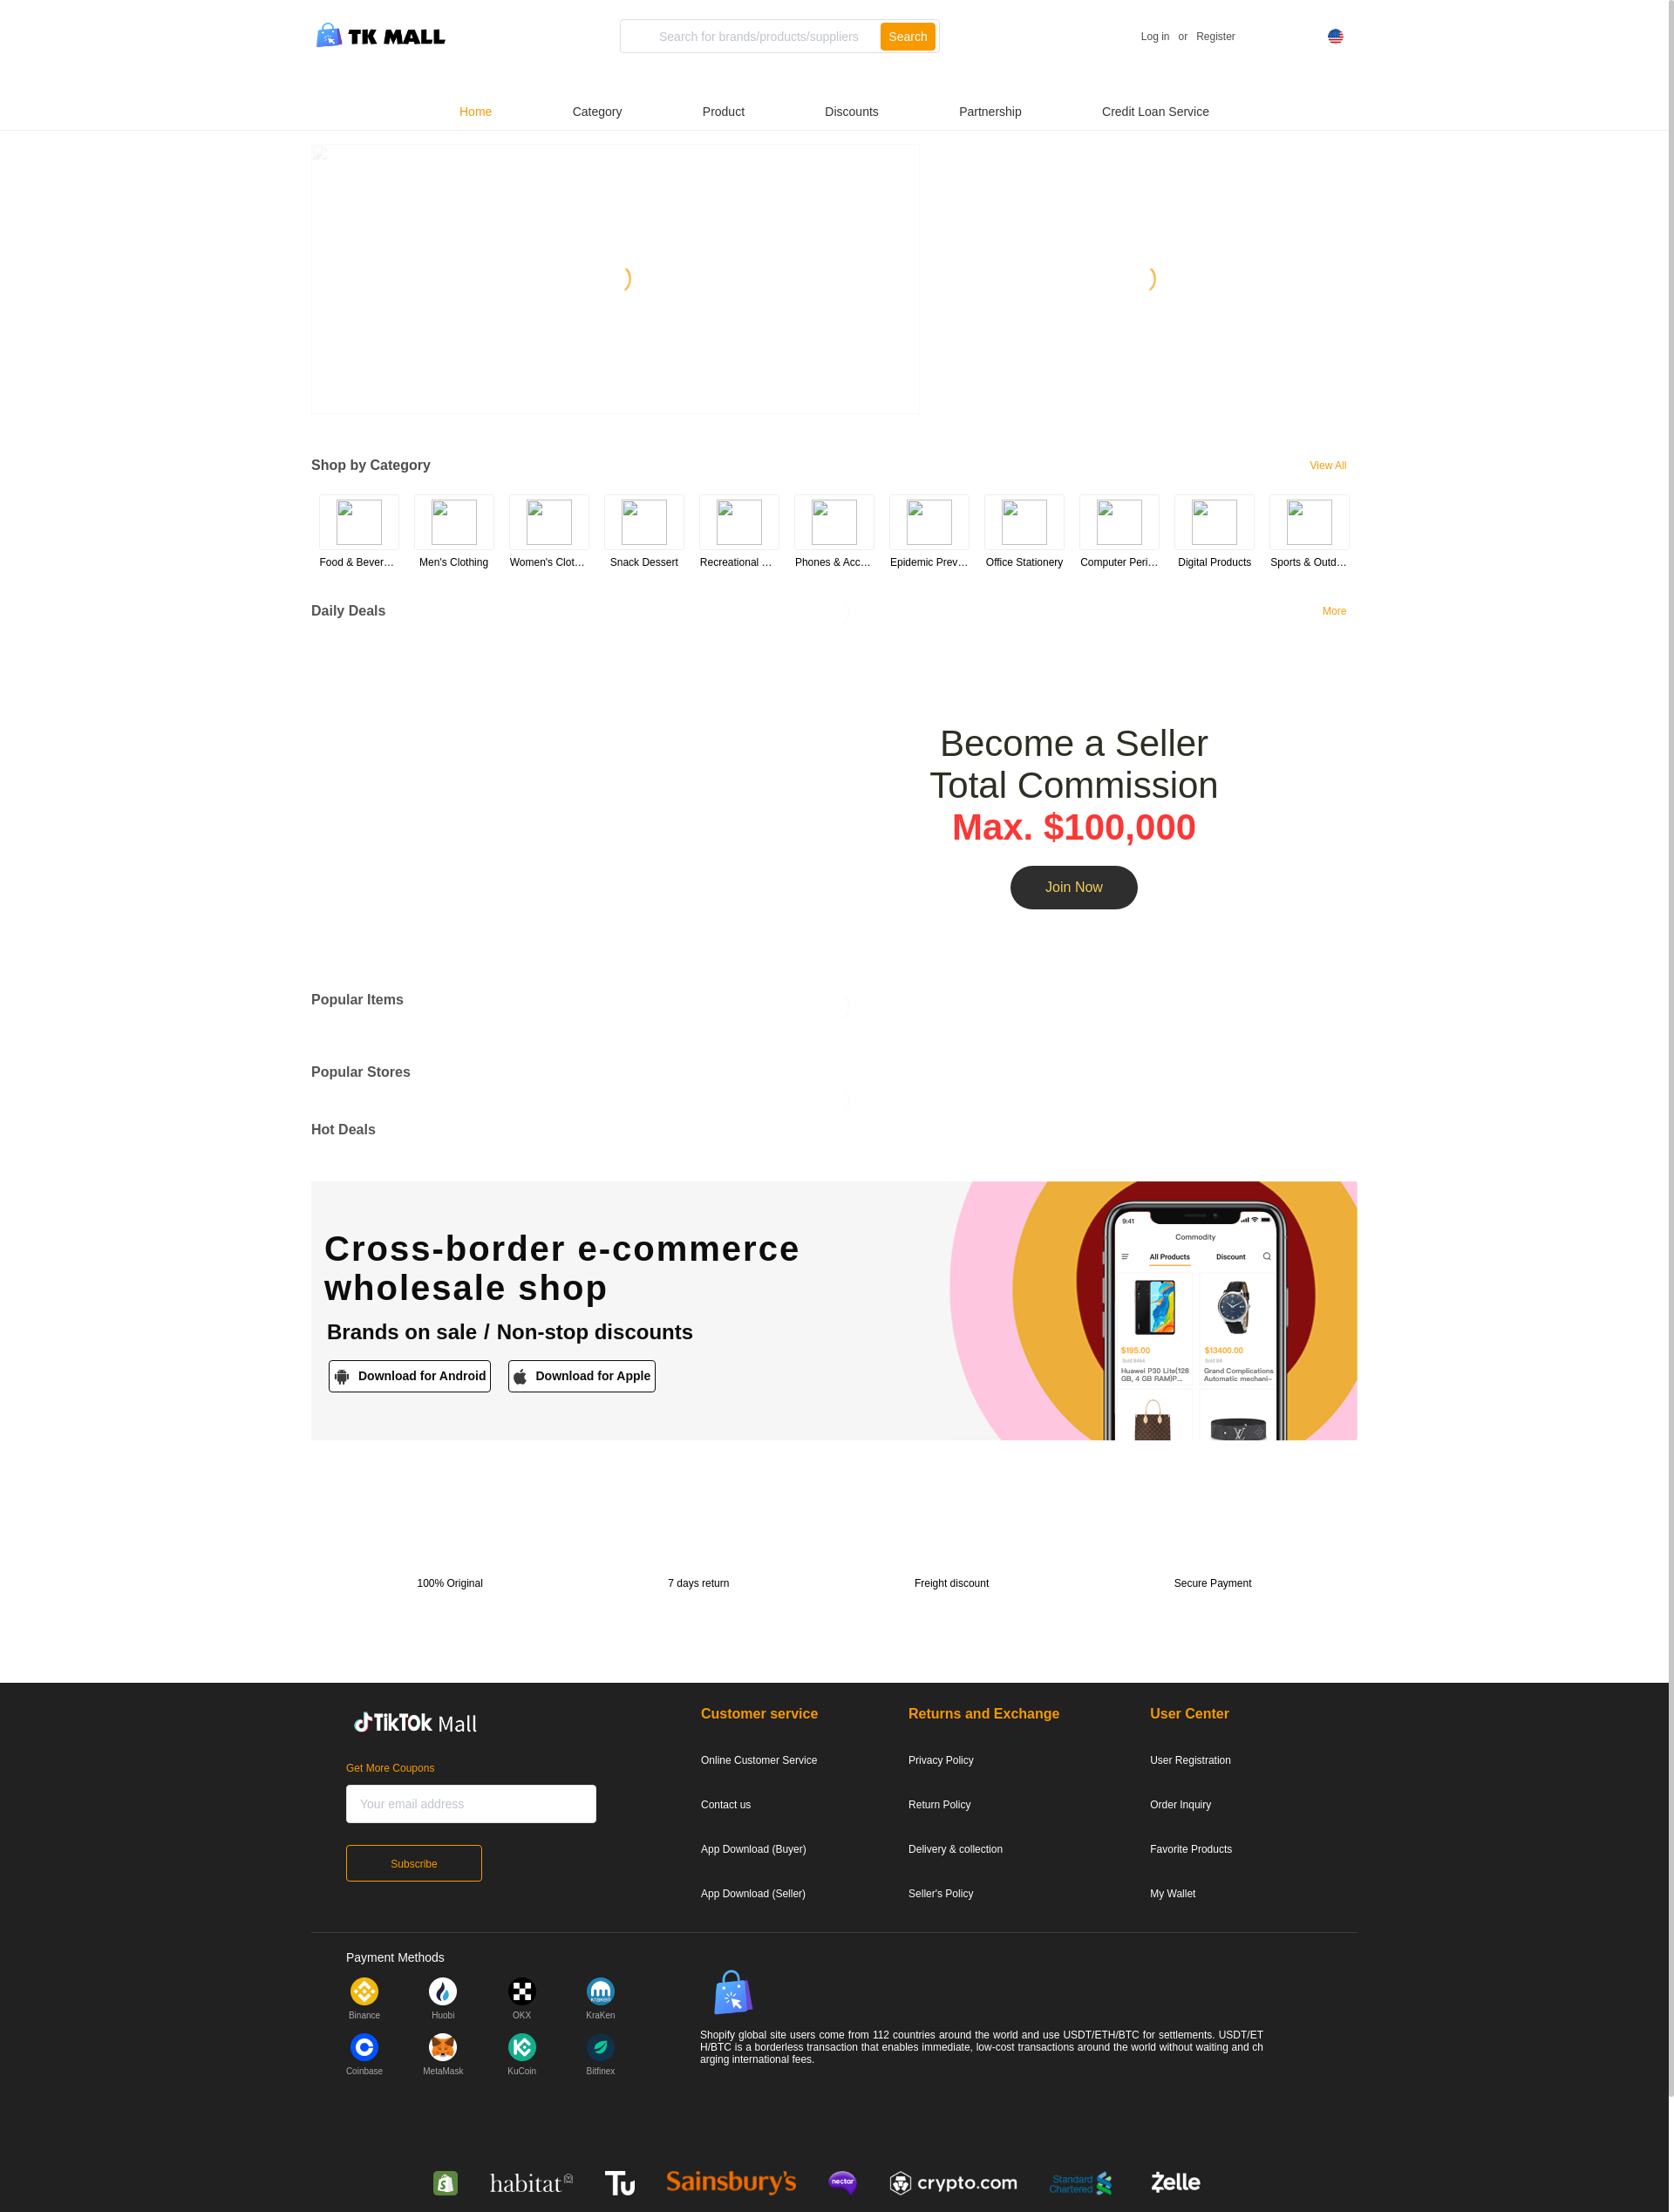 TK MALL
Search for brands/products/suppliers
Search
Log in or Register
Home
Category
Product
Discounts
Partnership
Credit Loan Service
Shop by Category
View All
Food & Bever…
Men's Clothing
Women's Clot…
Snack Dessert
Recreational …
Phones & Acc…
Epidemic Prev…
Office Stationery
Computer Peri…
Digital Products
Sports & Outd…
Daily Deals
More
Become a Seller
Total Commission
Max. $100,000
Join Now
Popular Items
Popular Stores
Hot Deals
Cross-border e-commerce
wholesale shop
Brands on sale / Non-stop discounts
Download for Android
Download for Apple
9:41
Commodity
All Products
Discount
$195.00
$13400.00
Huawei P30 Lite(128
GB, 4 GB RAM)P...
Grand Complications
Automatic mechani-
100% Original
7 days return
Freight discount
Secure Payment
TikTok Mall
Get More Coupons
Your email address
Subscribe
Customer service
Online Customer Service
Contact us
App Download (Buyer)
App Download (Seller)
Returns and Exchange
Privacy Policy
Return Policy
Delivery & collection
Seller's Policy
User Center
User Registration
Order Inquiry
Favorite Products
My Wallet
Payment Methods
Binance
Huobi
OKX
KraKen
Coinbase
MetaMask
KuCoin
Bitfinex
Shopify global site users come from 112 countries around the world and use USDT/ETH/BTC for settlements. USDT/ET
H/BTC is a borderless transaction that enables immediate, low-cost transactions around the world without waiting and ch
arging international fees.
habitat
Tu
Sainsbury's
nectar
crypto.com
Standard
Chartered
Zelle